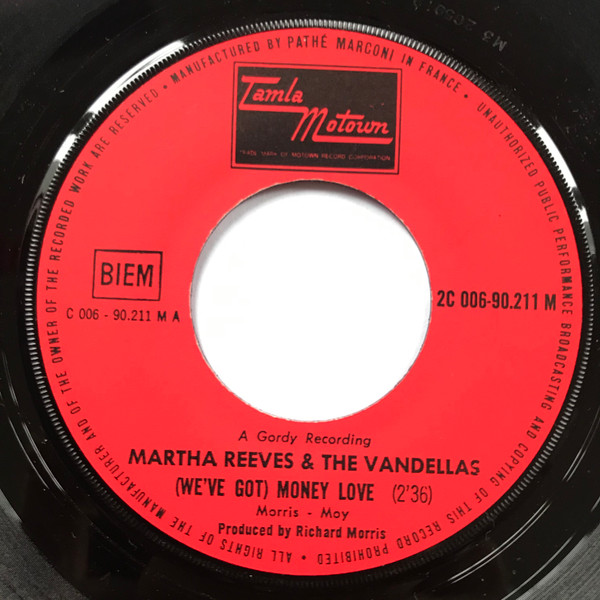 MANUFACTURED BY PATHÉ MARCONI IN FRANCE • UNAUTHORIZED PUBLIC PERFORMANCE BROADCASTING AND COPYING OF THIS RECORD PROHIBITED • ALL RIGHTS OF THE MANUFACTURER AND OF THE OWNER OF THE RECORDED WORK ARE RESERVED •
Tamla
Motown
TRADE MARK OF MOTOWN RECORD CORPORATION
BIEM
C 006 - 90.211 M A
2C 006-90.211 M
A Gordy Recording
MARTHA REEVES & THE VANDELLAS
(WE'VE GOT) MONEY LOVE (2'36)
Morris - Moy
Produced by Richard Morris